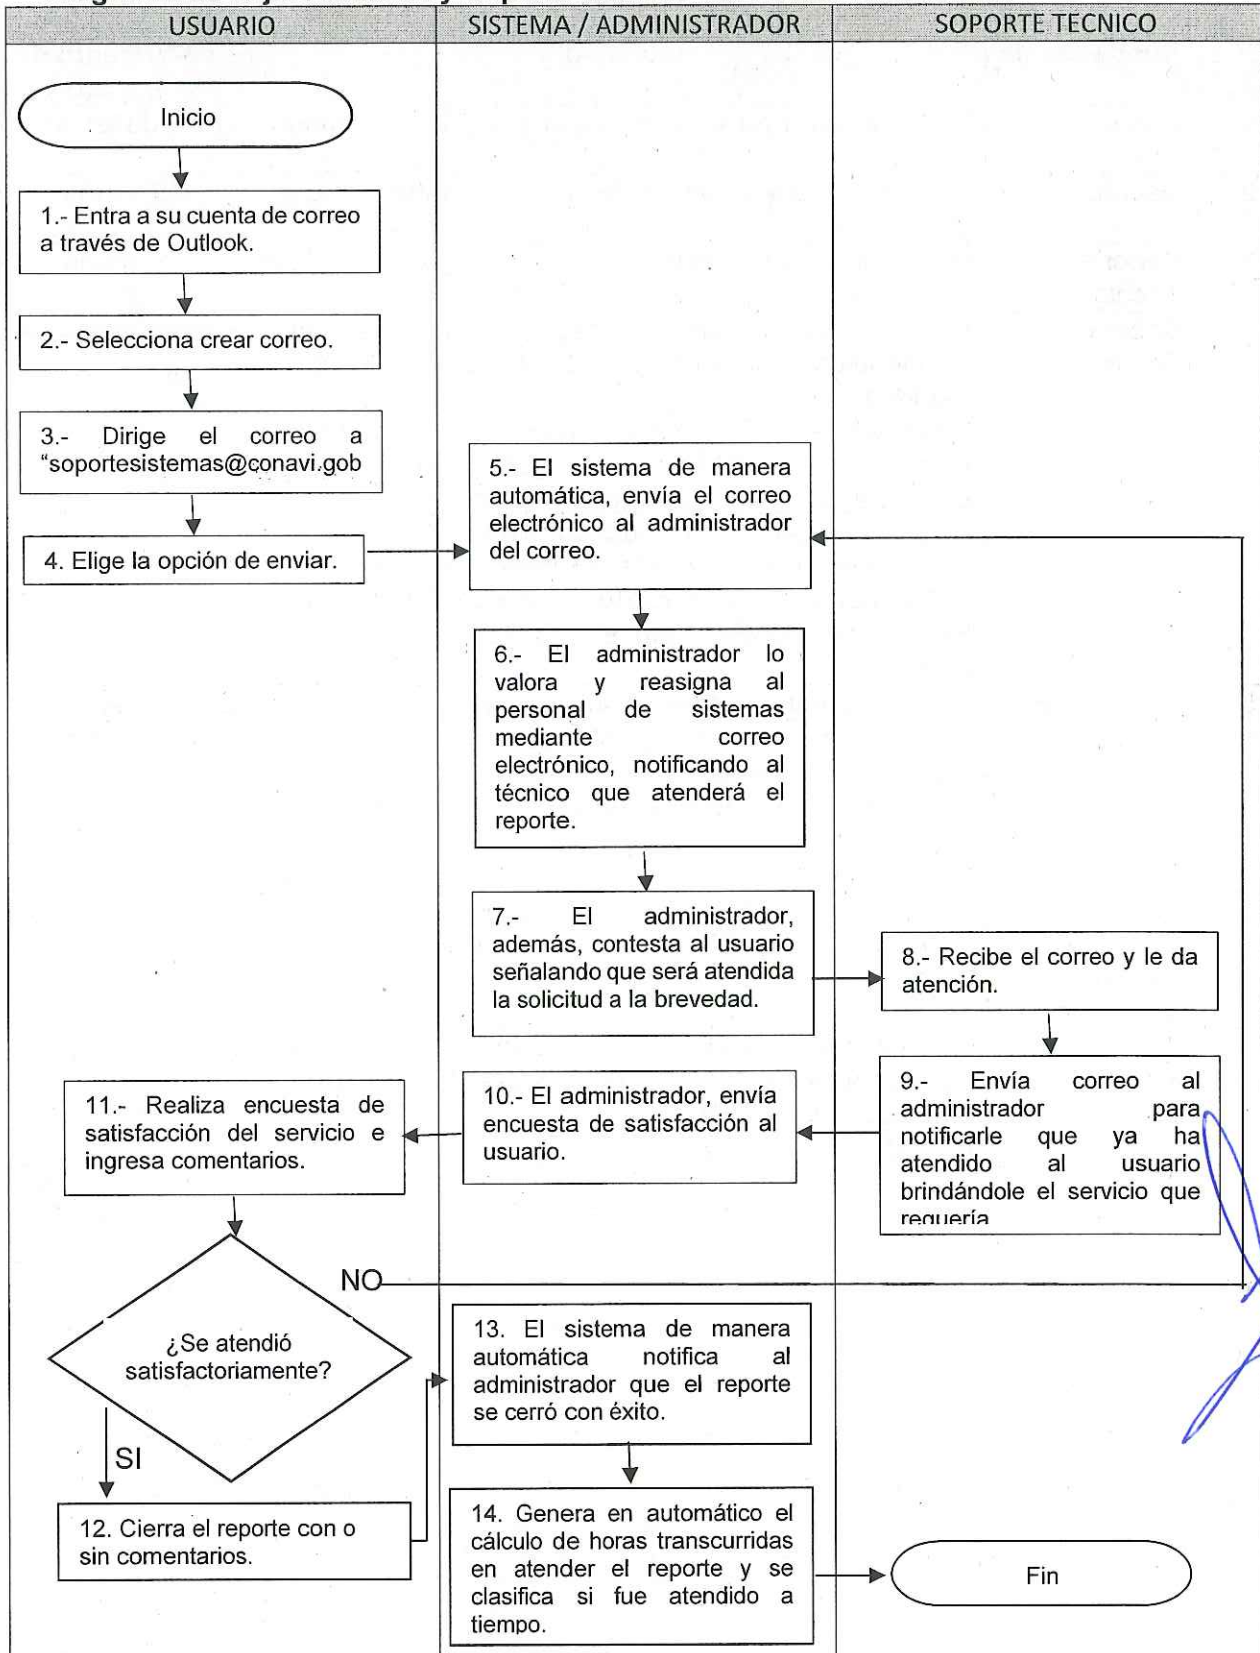 USUARIO
SISTEMA / ADMINISTRADOR
SOPORTE TECNICO
Inicio
1.- Entra a su cuenta de correo
a través de Outlook.
2.- Selecciona crear correo.
3.- Dirige el correo a
“soportesistemas@conavi.gob
4. Elige la opción de enviar.
5.- El sistema de manera
automática, envía el correo
electrónico al administrador
del correo.
6.- El administrador lo
valora y reasigna al
personal de sistemas
mediante correo
electrónico, notificando al
técnico que atenderá el
reporte.
7.- El administrador,
además, contesta al usuario
señalando que será atendida
la solicitud a la brevedad.
8.- Recibe el correo y le da
atención.
9.- Envía correo al
administrador para
notificarle que ya ha
atendido al usuario
brindándole el servicio que
requería
10.- El administrador, envía
encuesta de satisfacción al
usuario.
11.- Realiza encuesta de
satisfacción del servicio e
ingresa comentarios.
¿Se atendió
satisfactoriamente?
NO
SI
12. Cierra el reporte con o
sin comentarios.
13. El sistema de manera
automática notifica al
administrador que el reporte
se cerró con éxito.
14. Genera en automático el
cálculo de horas transcurridas
en atender el reporte y se
clasifica si fue atendido a
tiempo.
Fin